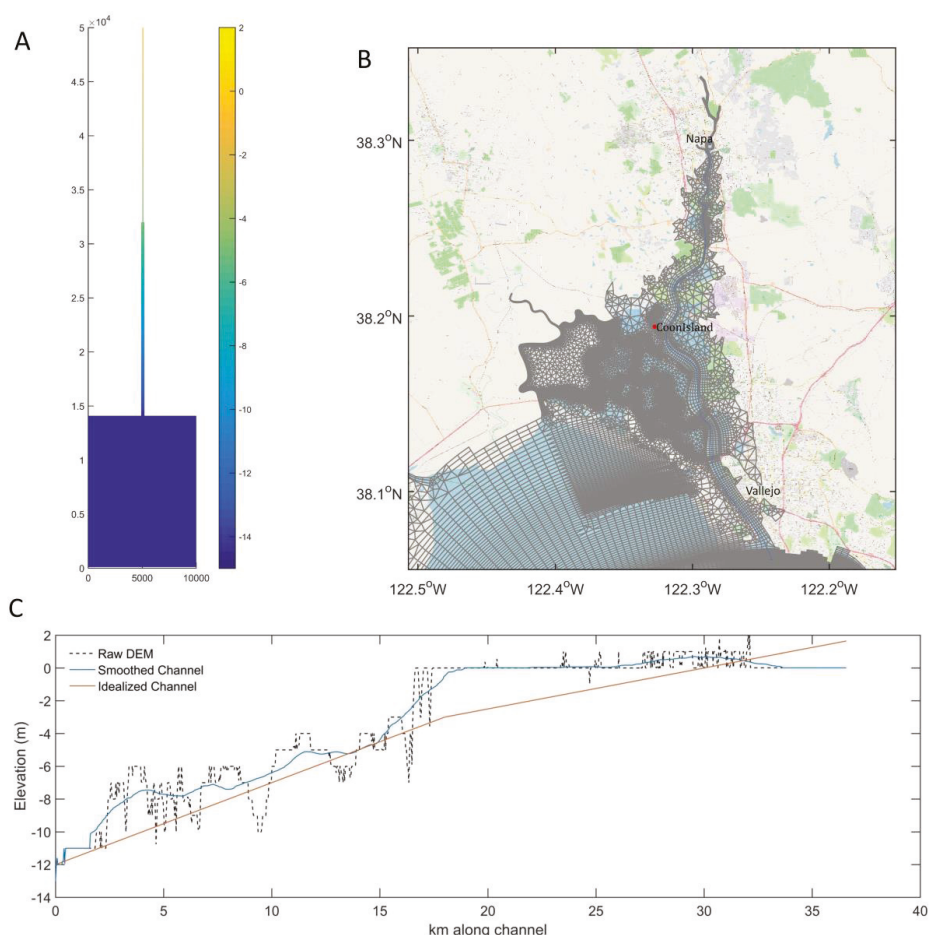 A
×10⁴
5
4.5
4
3.5
3
2.5
2
1.5
1
0.5
0
0
5000
10000
2
0
-2
-4
-6
-8
-10
-12
-14
B
38.3°N
38.2°N
38.1°N
Napa
CoonIsland
Vallejo
122.5°W
122.4°W
122.3°W
122.2°W
C
Raw DEM
Smoothed Channel
Idealized Channel
Elevation (m)
2
0
-2
-4
-6
-8
-10
-12
-14
0
5
10
15
20
25
30
35
40
km along channel